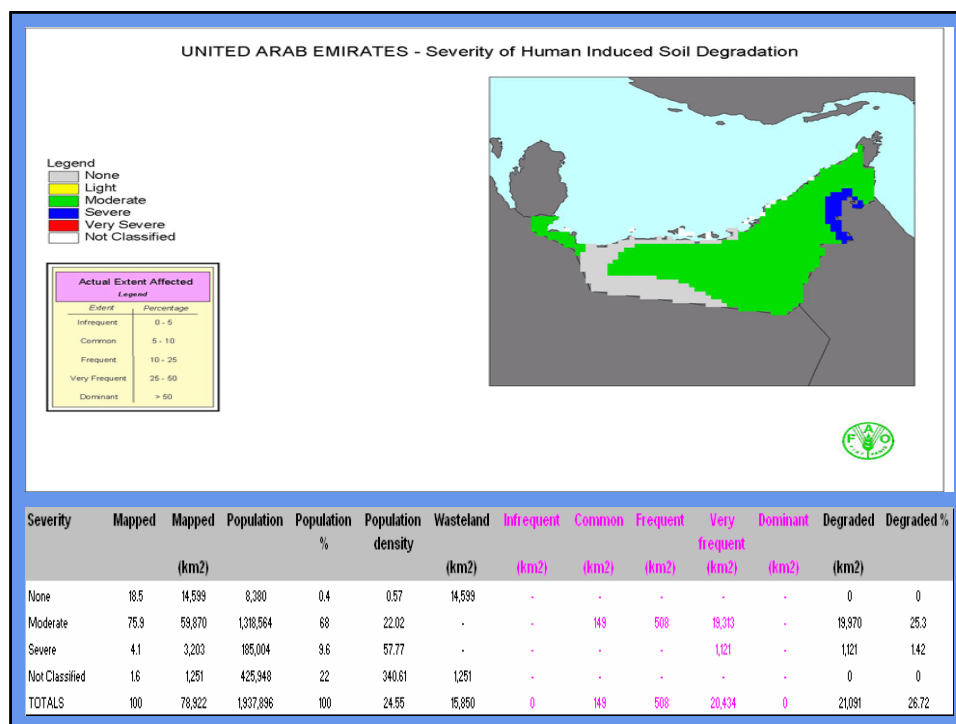 UNITED ARAB EMIRATES - Severity of Human Induced Soil Degradation
Legend
None
Light
Moderate
Severe
Very Severe
Not Classified
Actual Extent Affected
Legend
Extent Percentage
Infrequent 0 - 5
Common 5 - 10
Frequent 10 - 25
Very Frequent 25 - 50
Dominant > 50
F A O
FIAT PANIS
Severity Mapped Mapped Population Population Population Wasteland Infrequent Common Frequent Very Dominant Degraded Degraded %
% density frequent
(km2) (km2) (km2) (km2) (km2) (km2) (km2) (km2)
None 18.5 14,599 8,380 0.4 0.57 14,599 - - - - - 0 0
Moderate 75.9 59,870 1,318,564 68 22.02 - - 149 508 19,313 - 19,970 25.3
Severe 4.1 3,203 185,004 9.6 57.77 - - - - 1,121 - 1,121 1.42
Not Classified 1.6 1,251 425,948 22 340.61 1,251 - - - - - 0 0
TOTALS 100 78,922 1,937,896 100 24.55 15,850 0 149 508 20,434 0 21,091 26.72